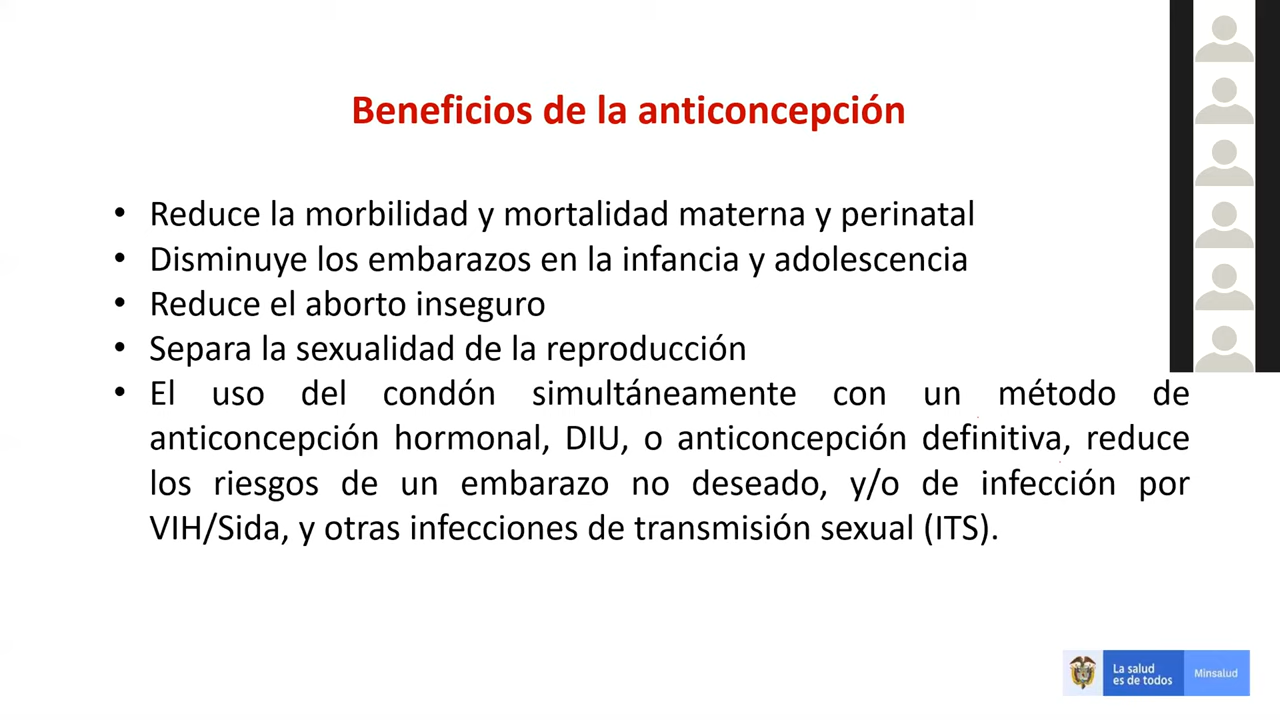 Beneficios de la anticoncepción
• Reduce la morbilidad y mortalidad materna y perinatal
• Disminuye los embarazos en la infancia y adolescencia
• Reduce el aborto inseguro
• Separa la sexualidad de la reproducción
• El uso del condón simultáneamente con un método de
anticoncepción hormonal, DIU, o anticoncepción definitiva, reduce
los riesgos de un embarazo no deseado, y/o de infección por
VIH/Sida, y otras infecciones de transmisión sexual (ITS).
La salud
es de todos
Minsalud